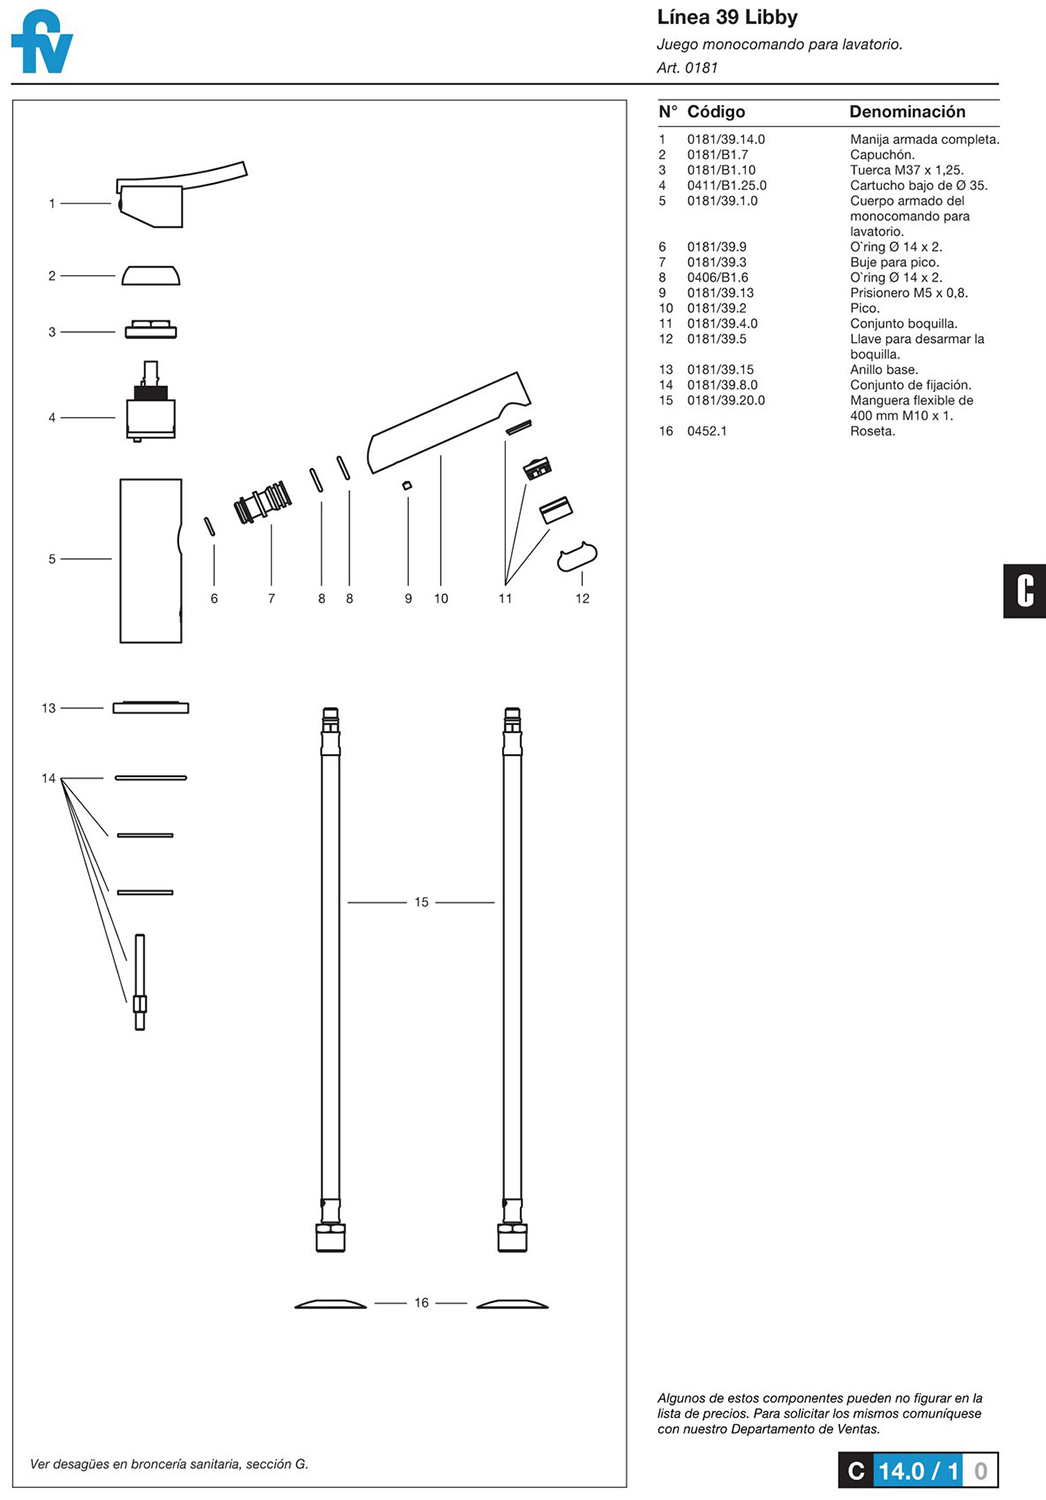 fv
Línea 39 Libby
Juego monocomando para lavatorio.
Art. 0181
N° Código Denominación
1 0181/39.14.0 Manija armada completa.
2 0181/B1.7 Capuchón.
3 0181/B1.10 Tuerca M37 x 1,25.
4 0411/B1.25.0 Cartucho bajo de Ø 35.
5 0181/39.1.0 Cuerpo armado del
monocomando para
lavatorio.
6 0181/39.9 O`ring Ø 14 x 2.
7 0181/39.3 Buje para pico.
8 0406/B1.6 O`ring Ø 14 x 2.
9 0181/39.13 Prisionero M5 x 0,8.
10 0181/39.2 Pico.
11 0181/39.4.0 Conjunto boquilla.
12 0181/39.5 Llave para desarmar la
boquilla.
13 0181/39.15 Anillo base.
14 0181/39.8.0 Conjunto de fijación.
15 0181/39.20.0 Manguera flexible de
400 mm M10 x 1.
16 0452.1 Roseta.
1
2
3
4
5
6 7 8 8 9 10 11 12
13
14
15
16
C
Ver desagües en broncería sanitaria, sección G.
Algunos de estos componentes pueden no figurar en la
lista de precios. Para solicitar los mismos comuníquese
con nuestro Departamento de Ventas.
C 14.0 / 1 0